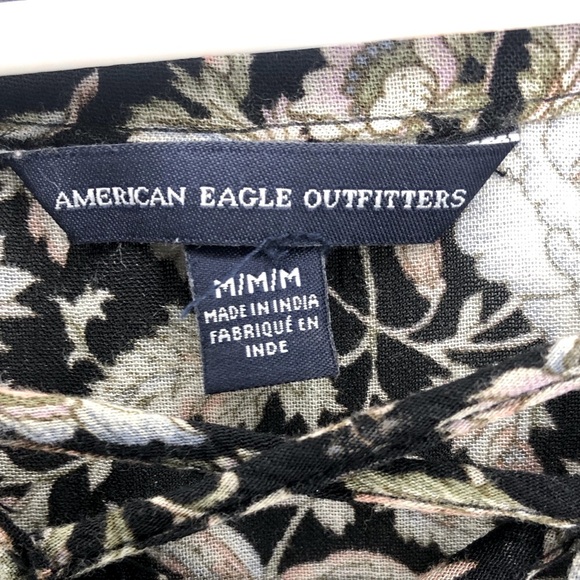 AMERICAN EAGLE OUTFITTERS
M/M/M
MADE IN INDIA
FABRIQUÉ EN
INDE